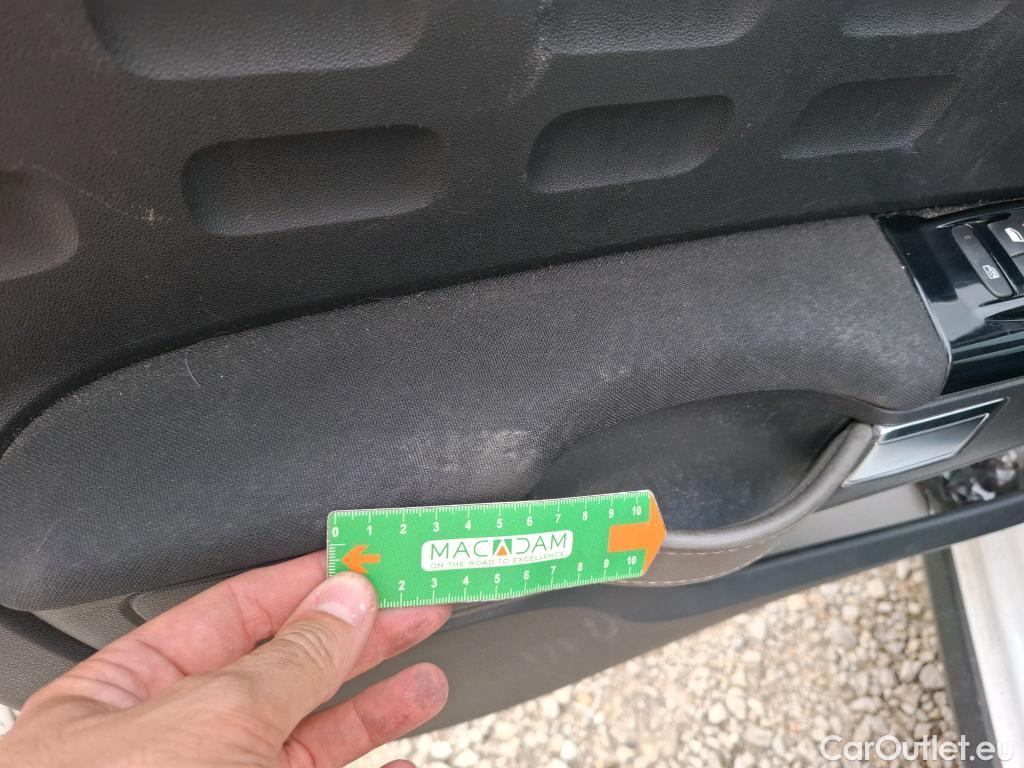 0 1 2 3 4 5 6 7 8 9 10
MACADAM
ON THE ROAD TO EXCELLENCE
2 3 4 5 6 7 8 9 10
CarOutlet.eu